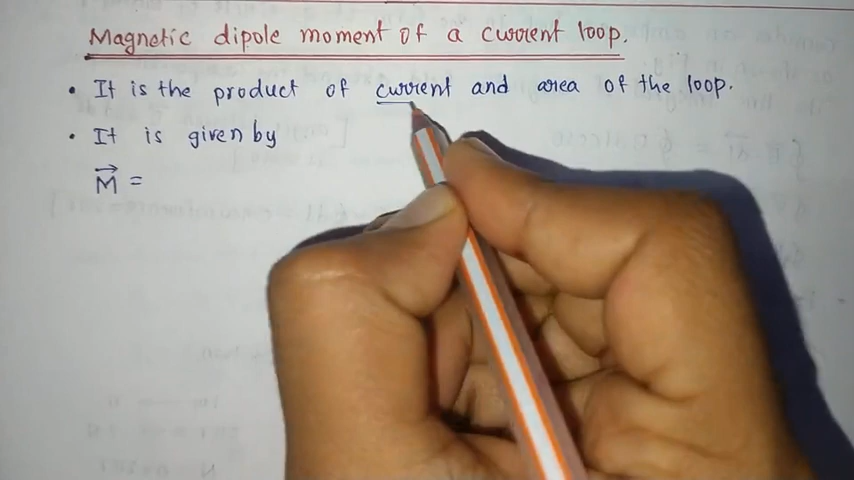 Magnetic dipole moment of a current loop.
• It is the product of current and area of the loop.
• It is given by
M⃗ =